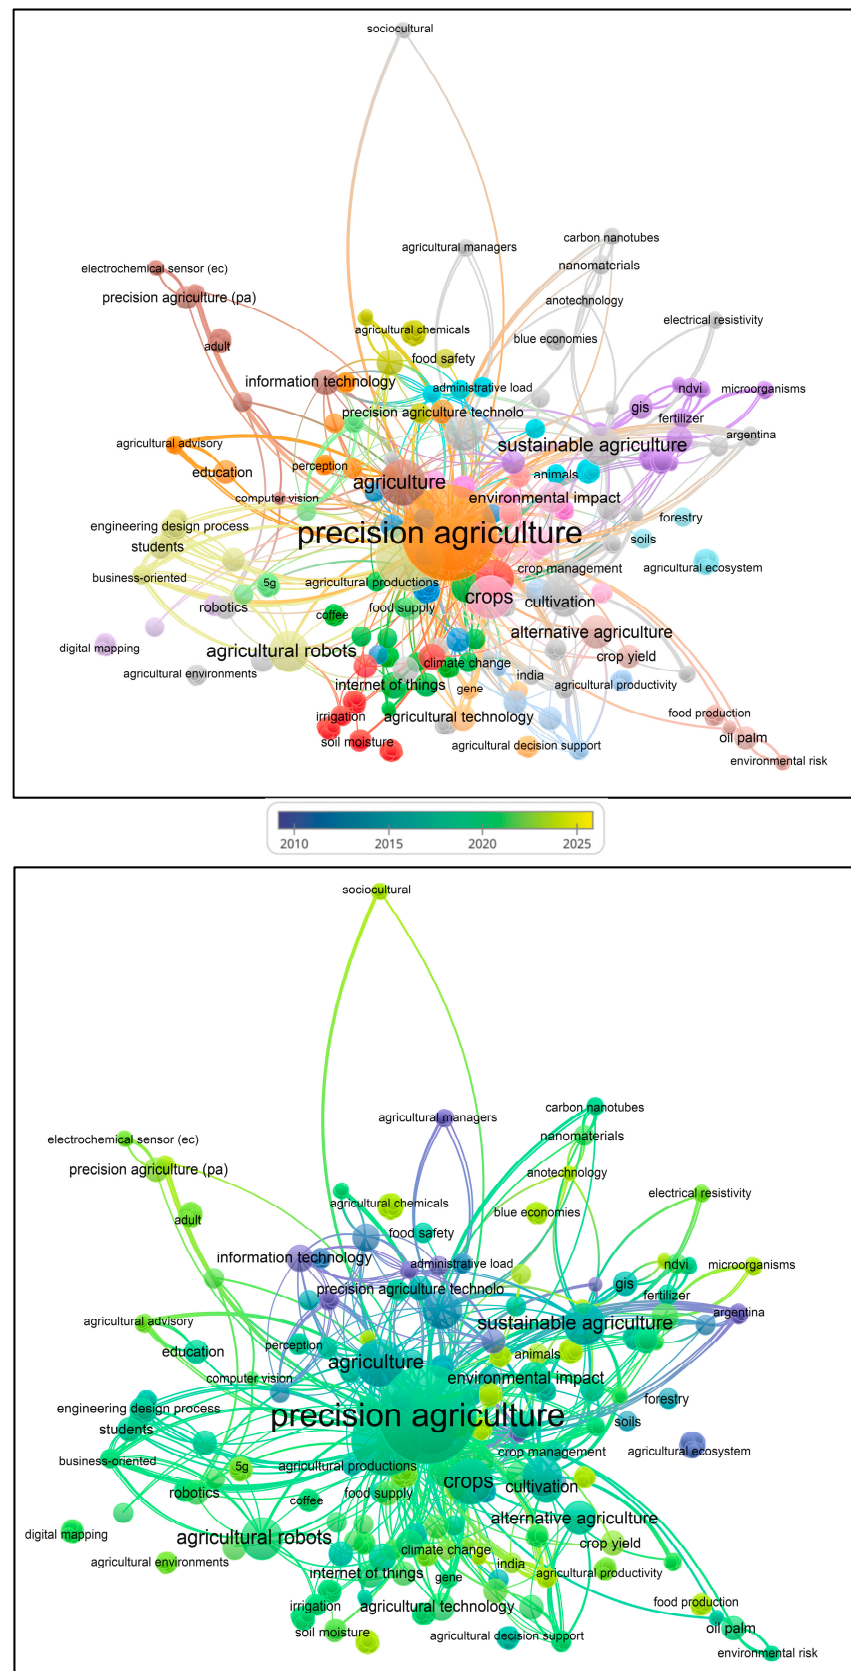 sociocultural
agricultural managers
carbon nanotubes
nanomaterials
electrochemical sensor (ec)
precision agriculture (pa)
anotechnology
electrical resistivity
agricultural chemicals
blue economies
adult
food safety
information technology
administrative load
ndvi
microorganisms
gis
precision agriculture technolo
fertilizer
agricultural advisory
sustainable agriculture
argentina
perception
education
animals
agriculture
computer vision
environmental impact
forestry
engineering design process
precision agriculture
soils
students
business-oriented
5g
agricultural productions
crop management
agricultural ecosystem
robotics
coffee
food supply
crops
cultivation
alternative agriculture
digital mapping
agricultural robots
crop yield
agricultural environments
climate change
india
internet of things
gene
agricultural productivity
irrigation
agricultural technology
food production
soil moisture
agricultural decision support
oil palm
environmental risk
2010 2015 2020 2025
sociocultural
agricultural managers
carbon nanotubes
electrochemical sensor (ec)
nanomaterials
precision agriculture (pa)
anotechnology
electrical resistivity
agricultural chemicals
blue economies
adult
food safety
information technology
administrative load
ndvi
microorganisms
gis
precision agriculture technolo
fertilizer
argentina
agricultural advisory
sustainable agriculture
perception
education
animals
agriculture
computer vision
environmental impact
forestry
engineering design process
precision agriculture
soils
students
crop management
agricultural ecosystem
business-oriented
5g
agricultural productions
robotics
coffee
food supply
crops
cultivation
alternative agriculture
digital mapping
agricultural robots
crop yield
agricultural environments
climate change
india
internet of things
gene
agricultural productivity
irrigation
agricultural technology
food production
soil moisture
agricultural decision support
oil palm
environmental risk